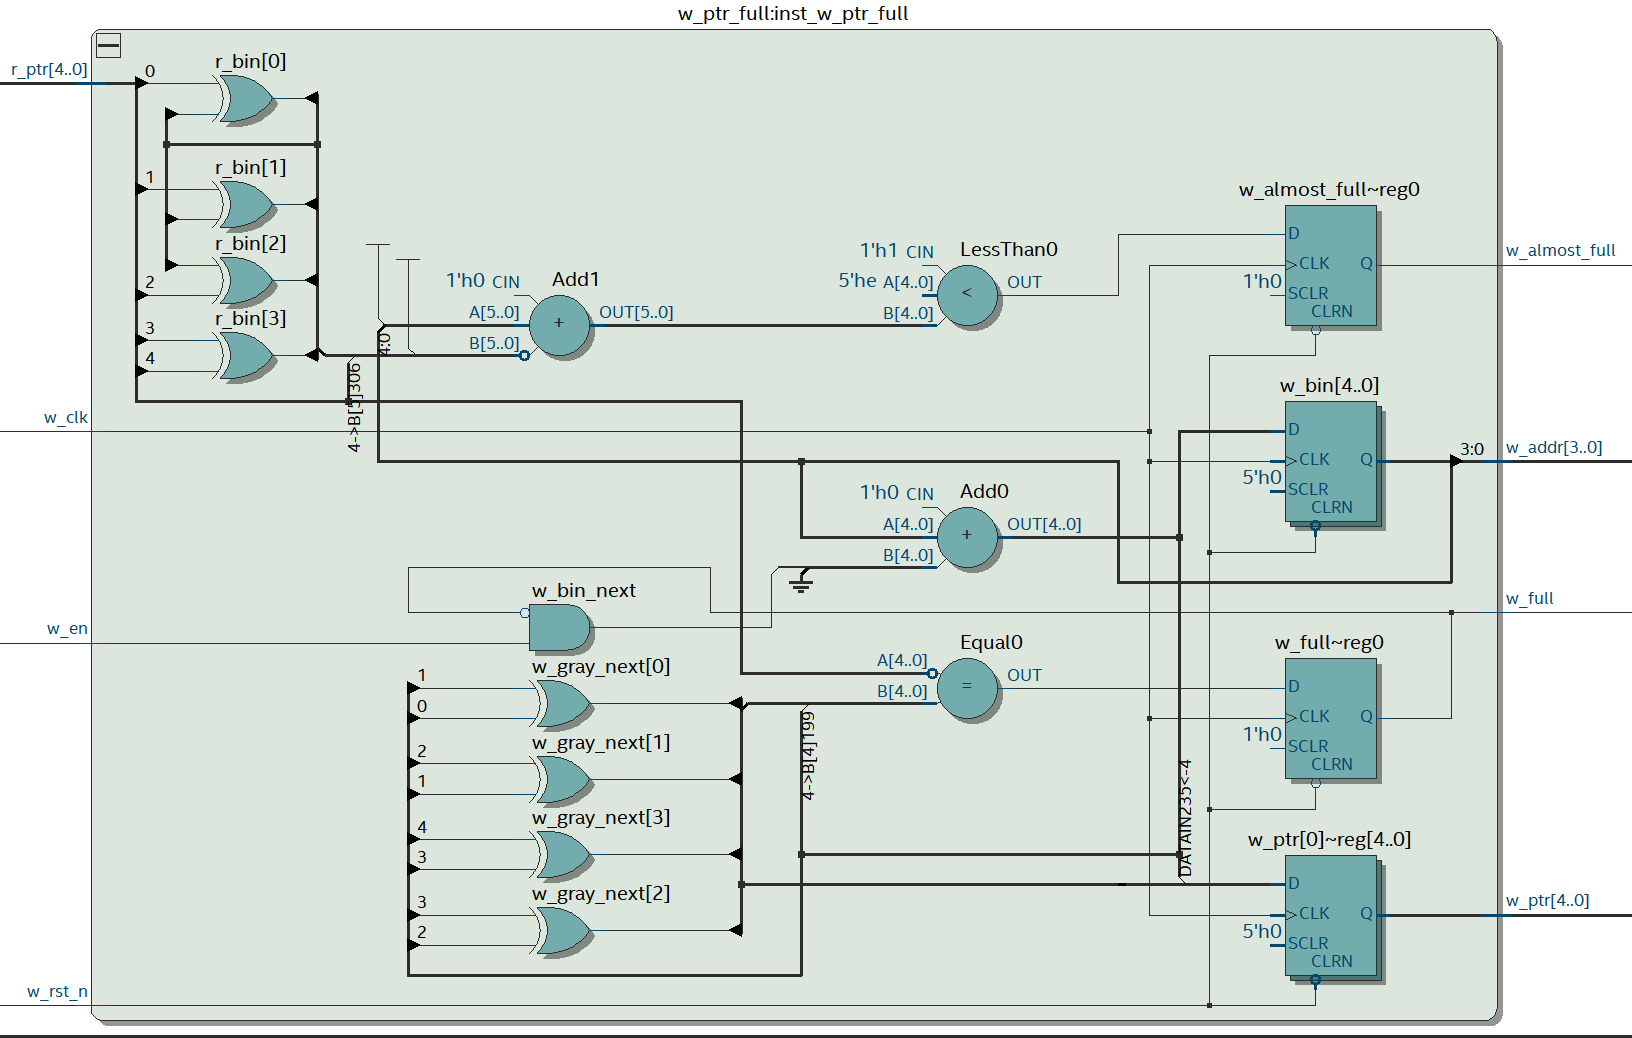 w_ptr_full:inst_w_ptr_full
r_ptr[4..0]
r_bin[0]
0
r_bin[1]
1
r_bin[2]
2
r_bin[3]
3
4
4->B[5]306
4:0
1'h0 CIN
Add1
A[5..0]
OUT[5..0]
B[5..0]
+
1'h1 CIN
LessThan0
5'he A[4..0]
OUT
B[4..0]
<
w_almost_full~reg0
D
CLK
Q
1'h0
SCLR
CLRN
w_almost_full
w_clk
w_bin[4..0]
D
CLK
Q
5'h0
SCLR
CLRN
3:0
w_addr[3..0]
1'h0 CIN
Add0
A[4..0]
OUT[4..0]
B[4..0]
+
w_bin_next
w_en
w_full
Equal0
A[4..0]
OUT
B[4..0]
=
w_full~reg0
D
CLK
Q
1'h0
SCLR
CLRN
w_gray_next[0]
1
0
w_gray_next[1]
2
1
w_gray_next[3]
4
3
w_gray_next[2]
3
2
4->B[4]199
DATAIN235<-4
w_ptr[0]~reg[4..0]
D
CLK
Q
5'h0
SCLR
CLRN
w_ptr[4..0]
w_rst_n